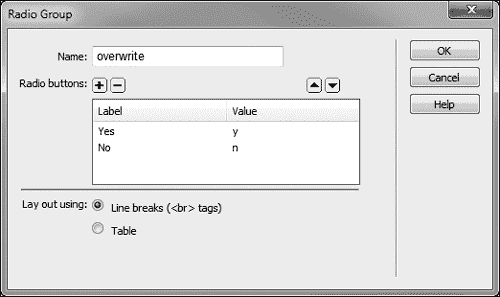 Radio Group
Name: overwrite
Radio buttons:
Label Value
Yes y
No n
Lay out using: Line breaks (<br> tags)
Table
OK
Cancel
Help